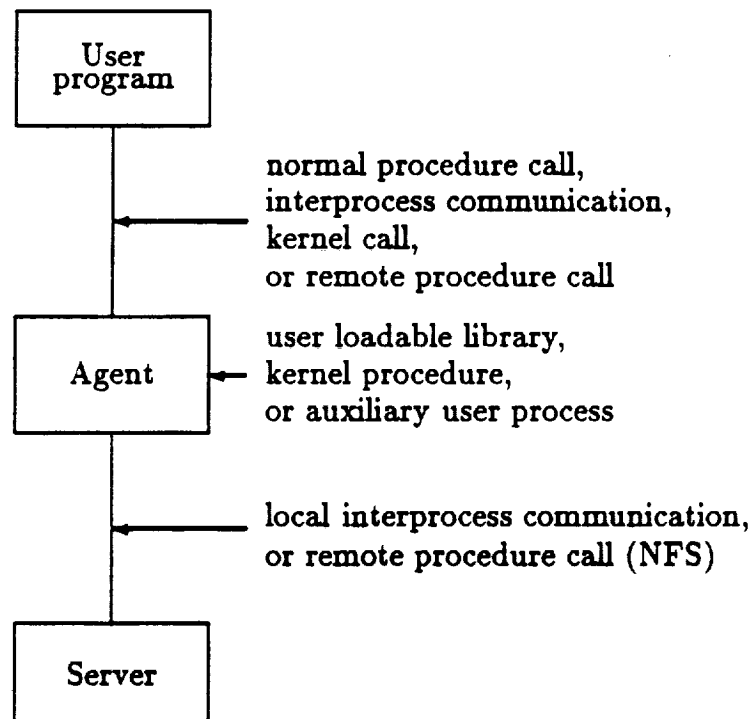 User
program
normal procedure call,
interprocess communication,
kernel call,
or remote procedure call
Agent
user loadable library,
kernel procedure,
or auxiliary user process
local interprocess communication,
or remote procedure call (NFS)
Server